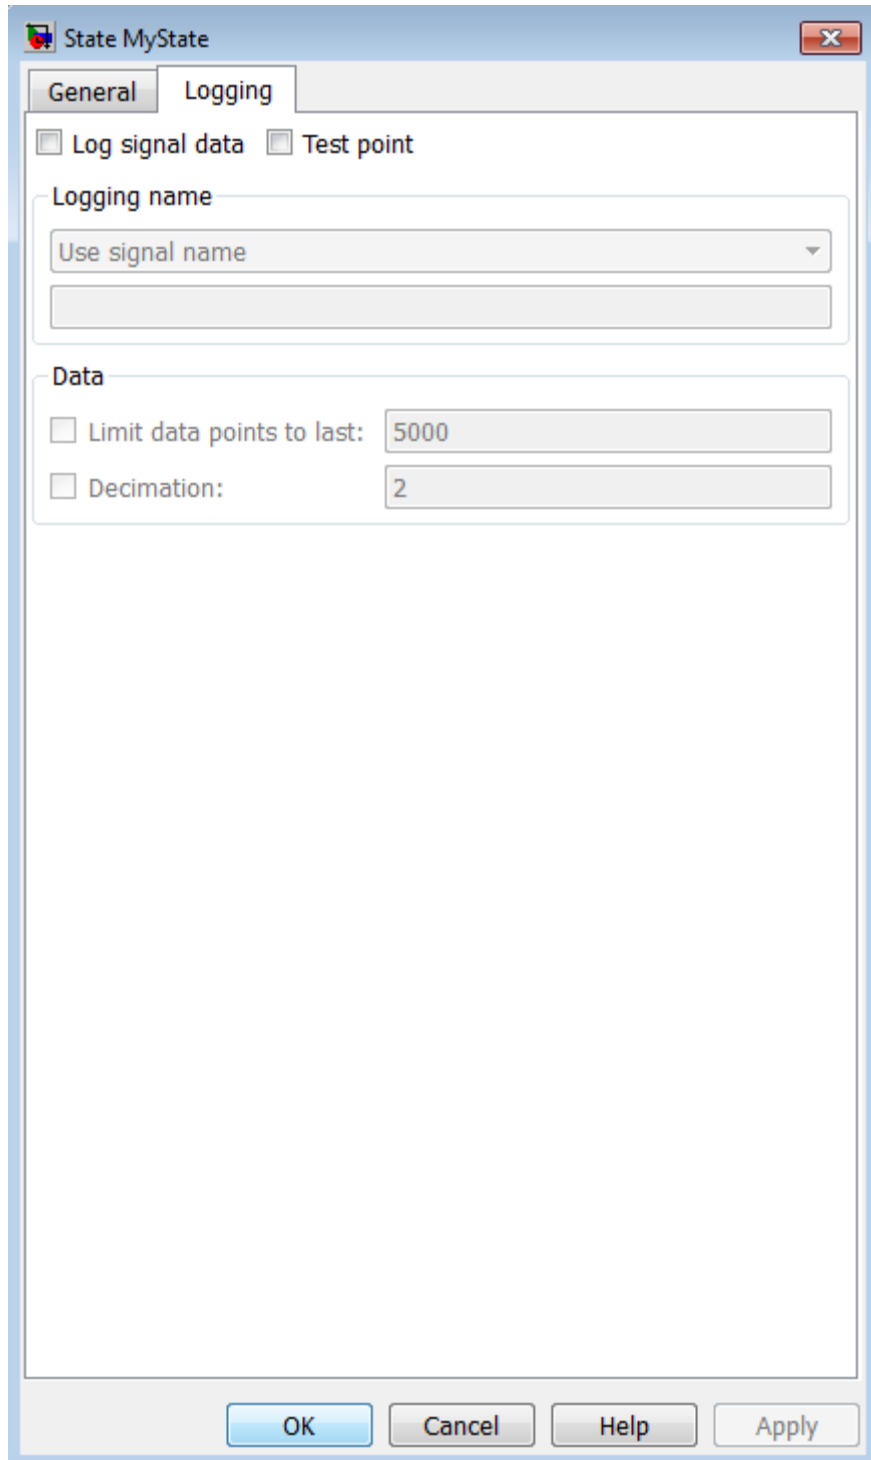 State MyState
General Logging
Log signal data Test point
Logging name
Use signal name
Data
Limit data points to last: 5000
Decimation: 2
OK Cancel Help Apply